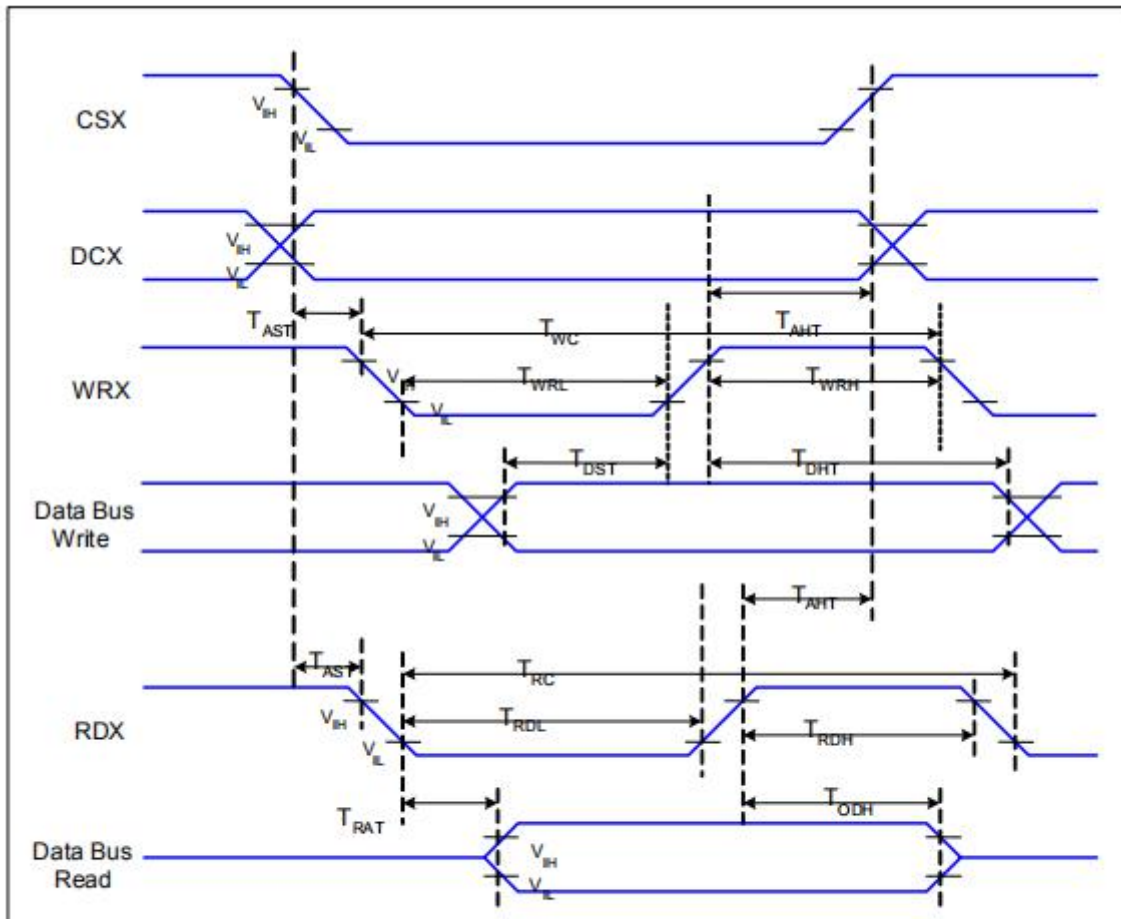 CSX
VIH
VIL
DCX
VIH
VIL
TAST
TWC
TAHT
WRX
VIH
TWRL
TWRH
VIL
TDST
TDHT
Data Bus
Write
VIH
VIL
TAHT
TAST
TRC
RDX
VIH
TRDL
TRDH
VIL
TRAT
TODH
Data Bus
Read
VIH
VIL